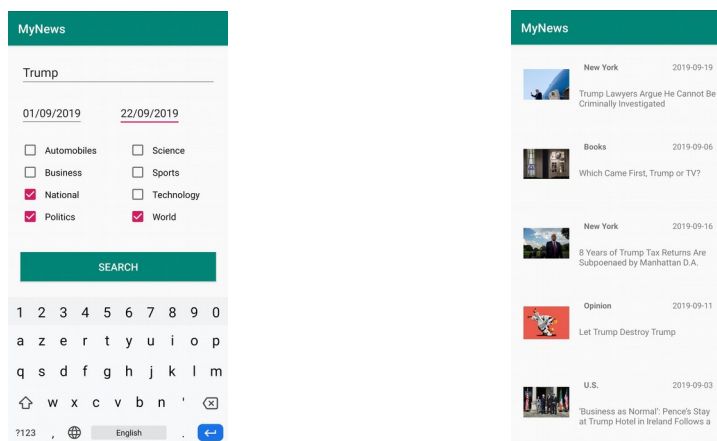 MyNews
Trump
01/09/2019 22/09/2019
Automobiles Science
Business Sports
National Technology
Politics World
SEARCH
1 2 3 4 5 6 7 8 9 0
a z e r t y u i o p
q s d f g h j k l m
w x c v b n '
?123 , English .
MyNews
New York 2019-09-19
Trump Lawyers Argue He Cannot Be
Criminally Investigated
Books 2019-09-06
Which Came First, Trump or TV?
New York 2019-09-16
8 Years of Trump Tax Returns Are
Subpoenaed by Manhattan D.A.
Opinion 2019-09-11
Let Trump Destroy Trump
U.S. 2019-09-03
'Business as Normal': Pence's Stay
at Trump Hotel in Ireland Follows a